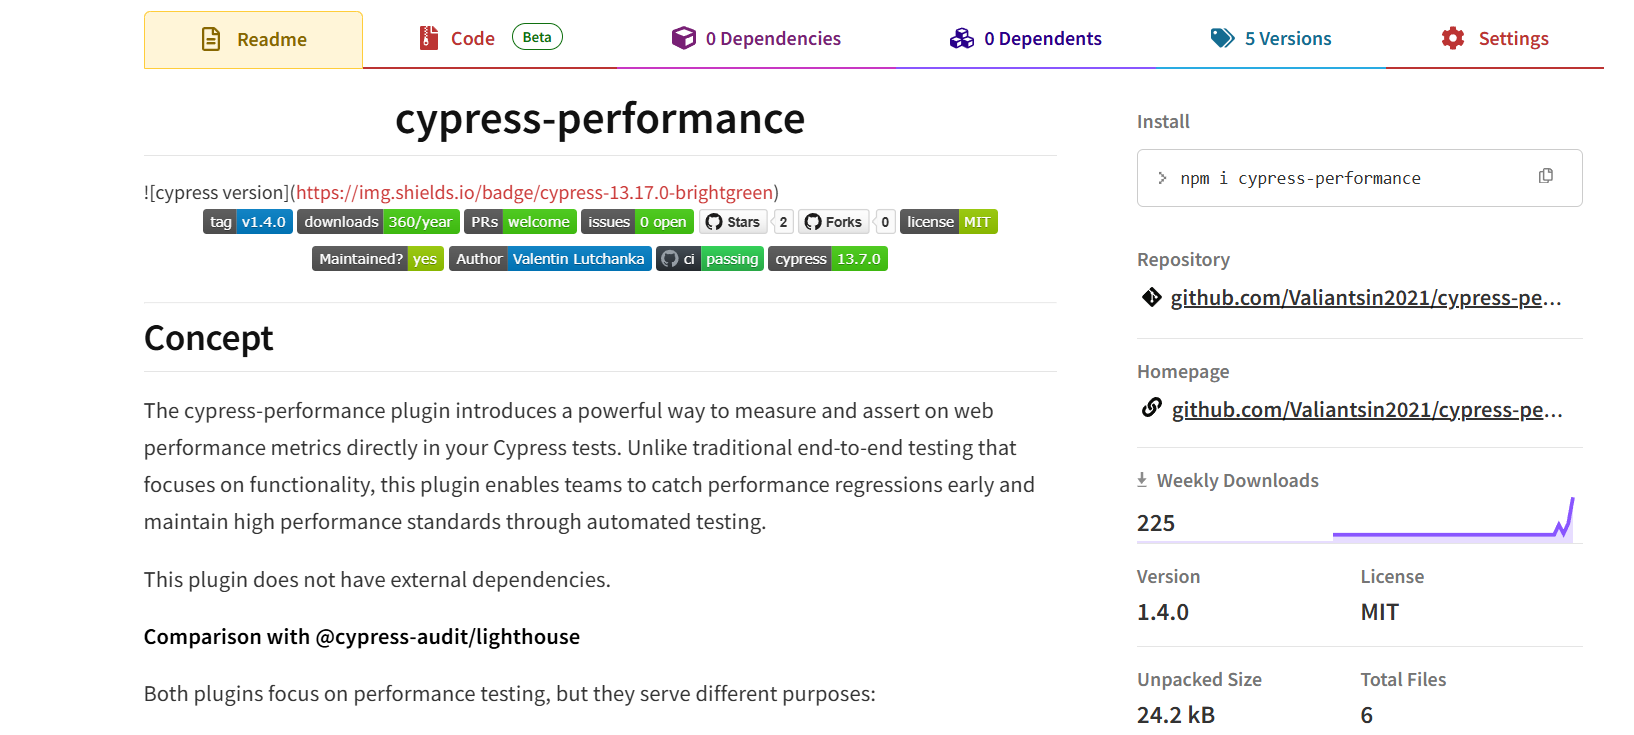 Readme
Code Beta
0 Dependencies
0 Dependents
5 Versions
Settings
cypress-performance
![cypress version](https://img.shields.io/badge/cypress-13.17.0-brightgreen)
tag v1.4.0 downloads 360/year PRs welcome issues 0 open Stars 2 Forks 0 license MIT
Maintained? yes Author Valentin Lutchanka ci passing cypress 13.7.0
Concept
The cypress-performance plugin introduces a powerful way to measure and assert on web
performance metrics directly in your Cypress tests. Unlike traditional end-to-end testing that
focuses on functionality, this plugin enables teams to catch performance regressions early and
maintain high performance standards through automated testing.
This plugin does not have external dependencies.
Comparison with @cypress-audit/lighthouse
Both plugins focus on performance testing, but they serve different purposes:
Install
> npm i cypress-performance
Repository
github.com/Valiantsin2021/cypress-pe...
Homepage
github.com/Valiantsin2021/cypress-pe...
Weekly Downloads
225
Version License
1.4.0 MIT
Unpacked Size Total Files
24.2 kB 6